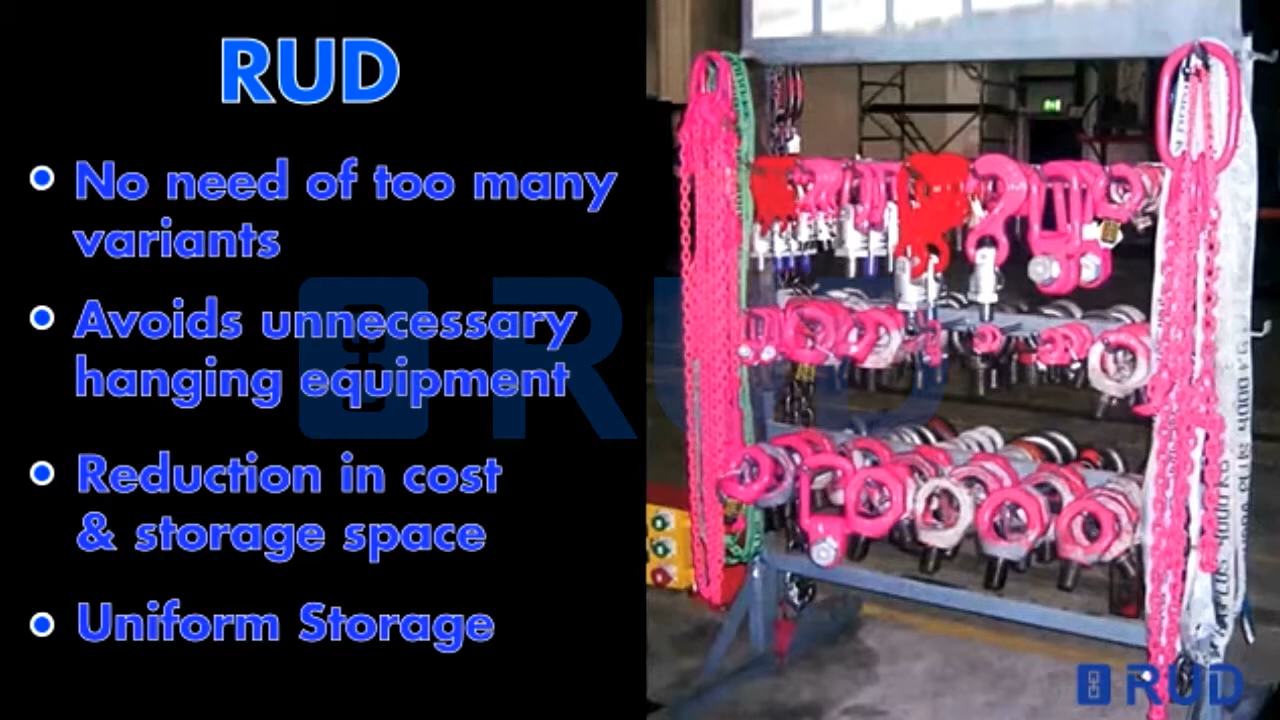 RUD
• No need of too many
variants
• Avoids unnecessary
hanging equipment
• Reduction in cost
& storage space
• Uniform Storage
RUD
RUD